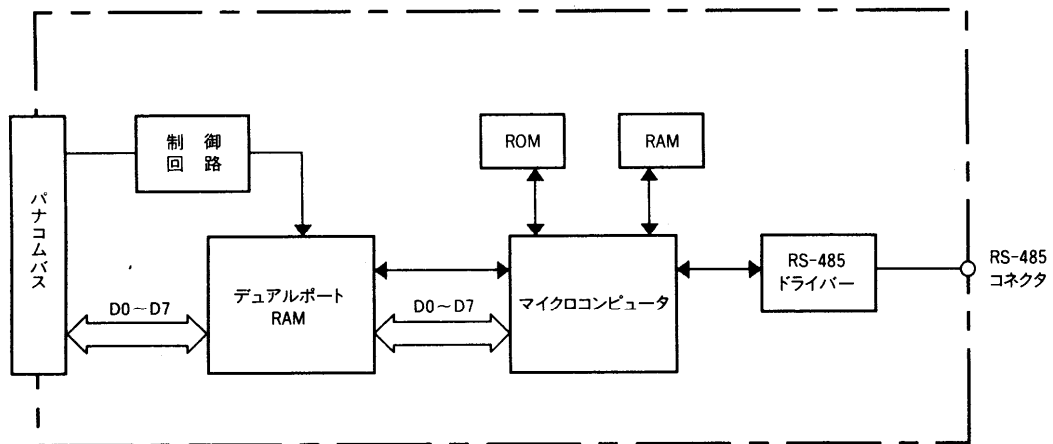 制御
回路
ROM
RAM
パナコムバス
デュアルポート
RAM
マイクロコンピュータ
RS-485
ドライバー
RS-485
コネクタ
D0～D7
D0～D7